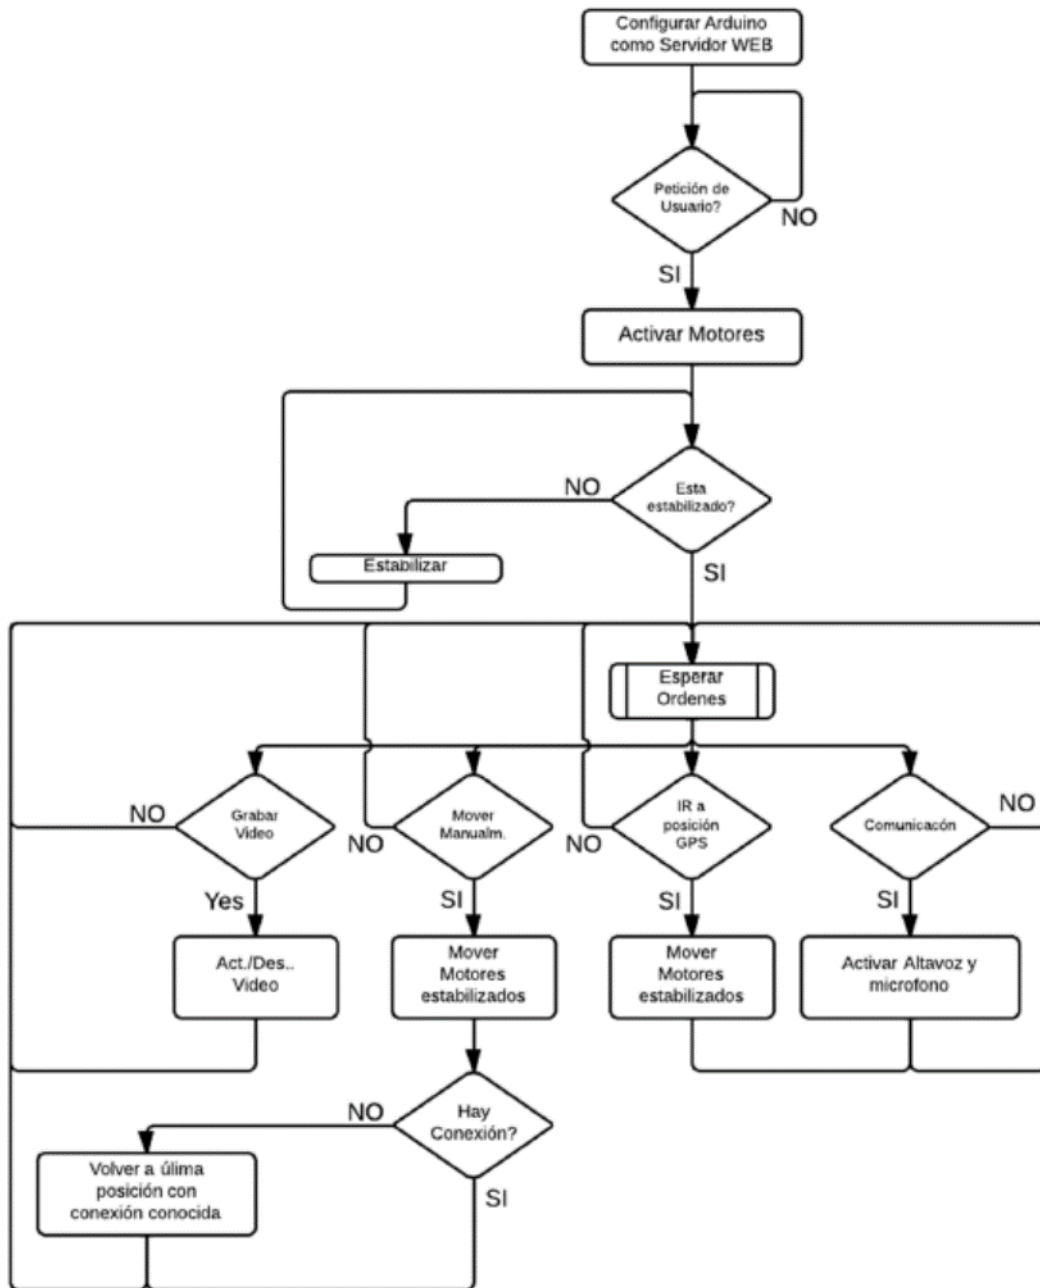 Configurar Arduino
como Servidor WEB
Petición de
Usuario?
NO
SI
Activar Motores
NO
Esta
estabilizado?
Estabilizar
SI
Esperar
Ordenes
NO
Grabar
Video
NO
Mover
Manualm.
NO
IR a
posición
GPS
Comunicacón
NO
Yes
SI
SI
SI
Act./Des..
Video
Mover
Motores
estabilizados
Mover
Motores
estabilizados
Activar Altavoz y
microfono
NO
Hay
Conexión?
Volver a úlima
posición con
conexión conocida
SI